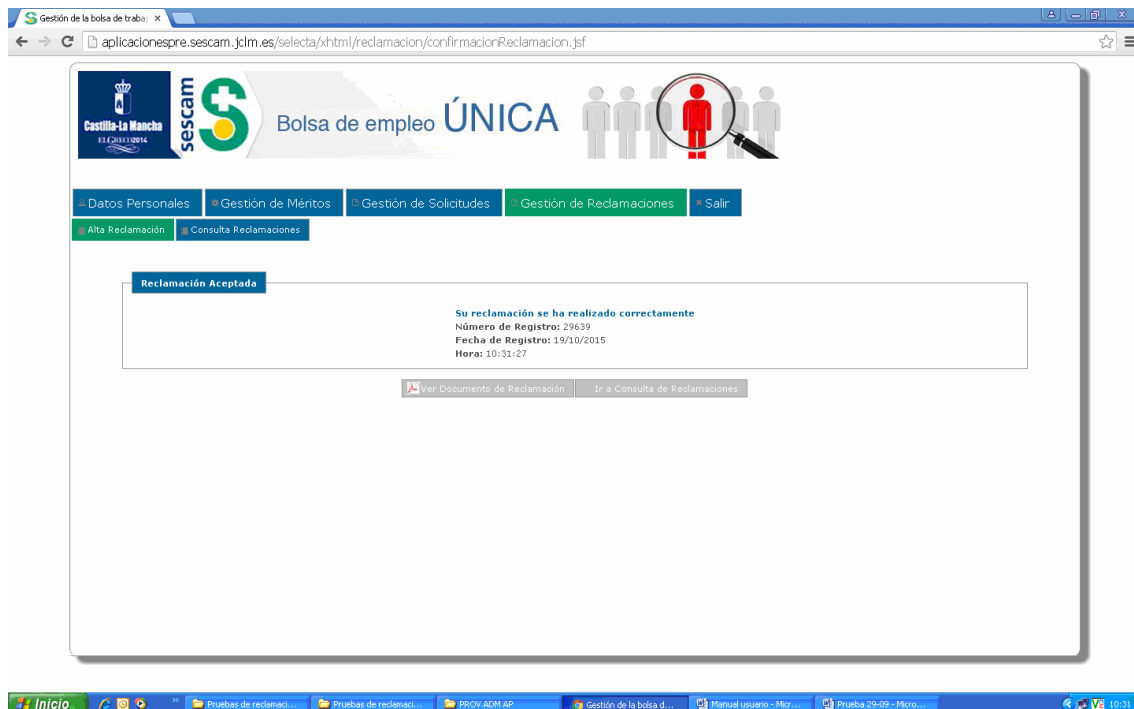 Gestión de la bolsa de traba
aplicacionespre.sescam.jclm.es/selecta/xhtml/reclamacion/confirmacionReclamacion.jsf
Castilla-La Mancha
EL GRECO2014
sescam
Bolsa de empleo ÚNICA
Datos Personales
Gestión de Méritos
Gestión de Solicitudes
Gestión de Reclamaciones
Salir
Alta Reclamación
Consulta Reclamaciones
Reclamación Aceptada
Su reclamación se ha realizado correctamente
Número de Registro: 29639
Fecha de Registro: 19/10/2015
Hora: 10:31:27
Ver Documento de Reclamación
Ir a Consulta de Reclamaciones
Inicio
Pruebas de reclamaci...
Pruebas de reclamaci...
PROV ADM AP
Gestión de la bolsa d...
Manual usuario - Micr...
Prueba 29-09 - Micro...
10:31